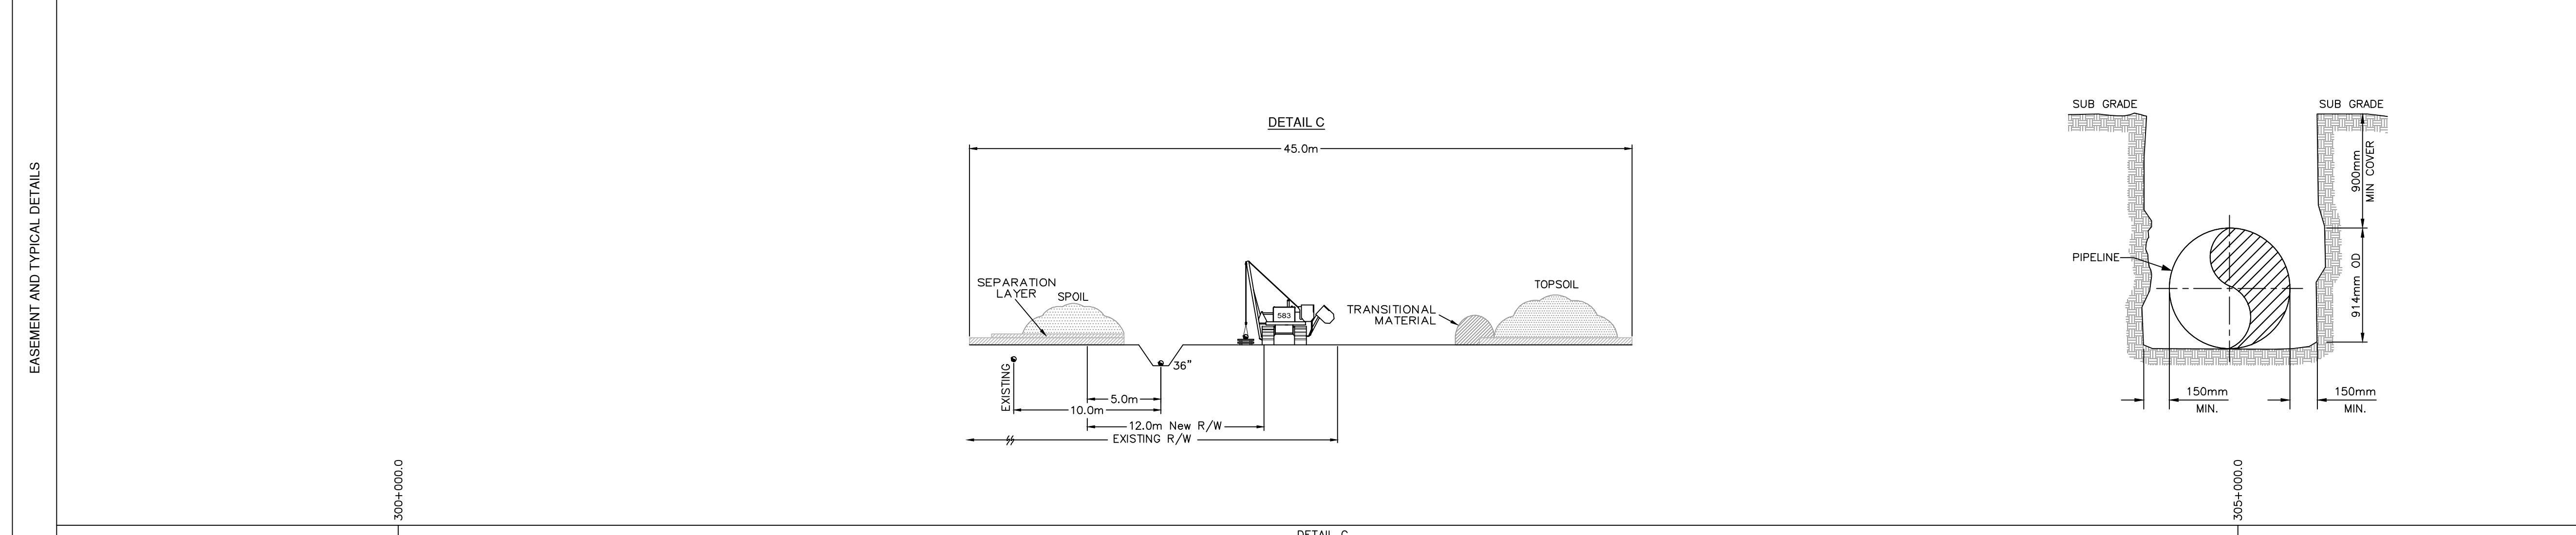 EASEMENT AND TYPICAL DETAILS
DETAIL C
45.0m
SEPARATION
LAYER
SPOIL
583
TRANSITIONAL
MATERIAL
TOPSOIL
36"
EXISTING
5.0m
10.0m
12.0m New R/W
EXISTING R/W
SUB GRADE
SUB GRADE
900mm
MIN COVER
PIPELINE
914mm OD
150mm
MIN.
150mm
MIN.
300+000.0
305+000.0
DETAIL C